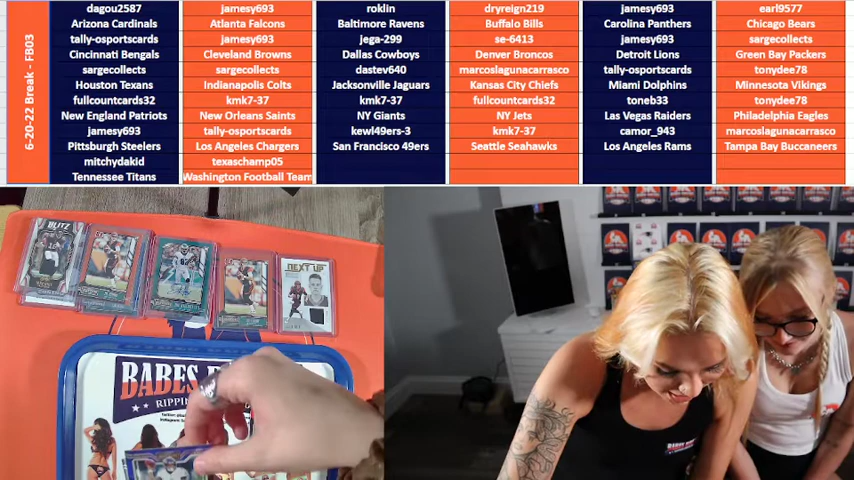 6-20-22 Break - FB03
dagou2587 jamesy693 roklin dryreign219 jamesy693 earl9577
Arizona Cardinals Atlanta Falcons Baltimore Ravens Buffalo Bills Carolina Panthers Chicago Bears
tally-osportscards jamesy693 jega-299 se-6413 jamesy693 sargecollects
Cincinnati Bengals Cleveland Browns Dallas Cowboys Denver Broncos Detroit Lions Green Bay Packers
sargecollects sargecollects dastev640 marcoslagunacarrasco tally-osportscards tonydee78
Houston Texans Indianapolis Colts Jacksonville Jaguars Kansas City Chiefs Miami Dolphins Minnesota Vikings
fullcountcards32 kmk7-37 kmk7-37 fullcountcards32 toneb33 tonydee78
New England Patriots New Orleans Saints NY Giants NY Jets Las Vegas Raiders Philadelphia Eagles
jamesy693 tally-osportscards kewl49ers-3 kmk7-37 camor_943 marcoslagunacarrasco
Pittsburgh Steelers Los Angeles Chargers San Francisco 49ers Seattle Seahawks Los Angeles Rams Tampa Bay Buccaneers
mitchydakid texaschamp05
Tennessee Titans Washington Football Team
BLITZ
NEXT UP
BABES
RIPPIN